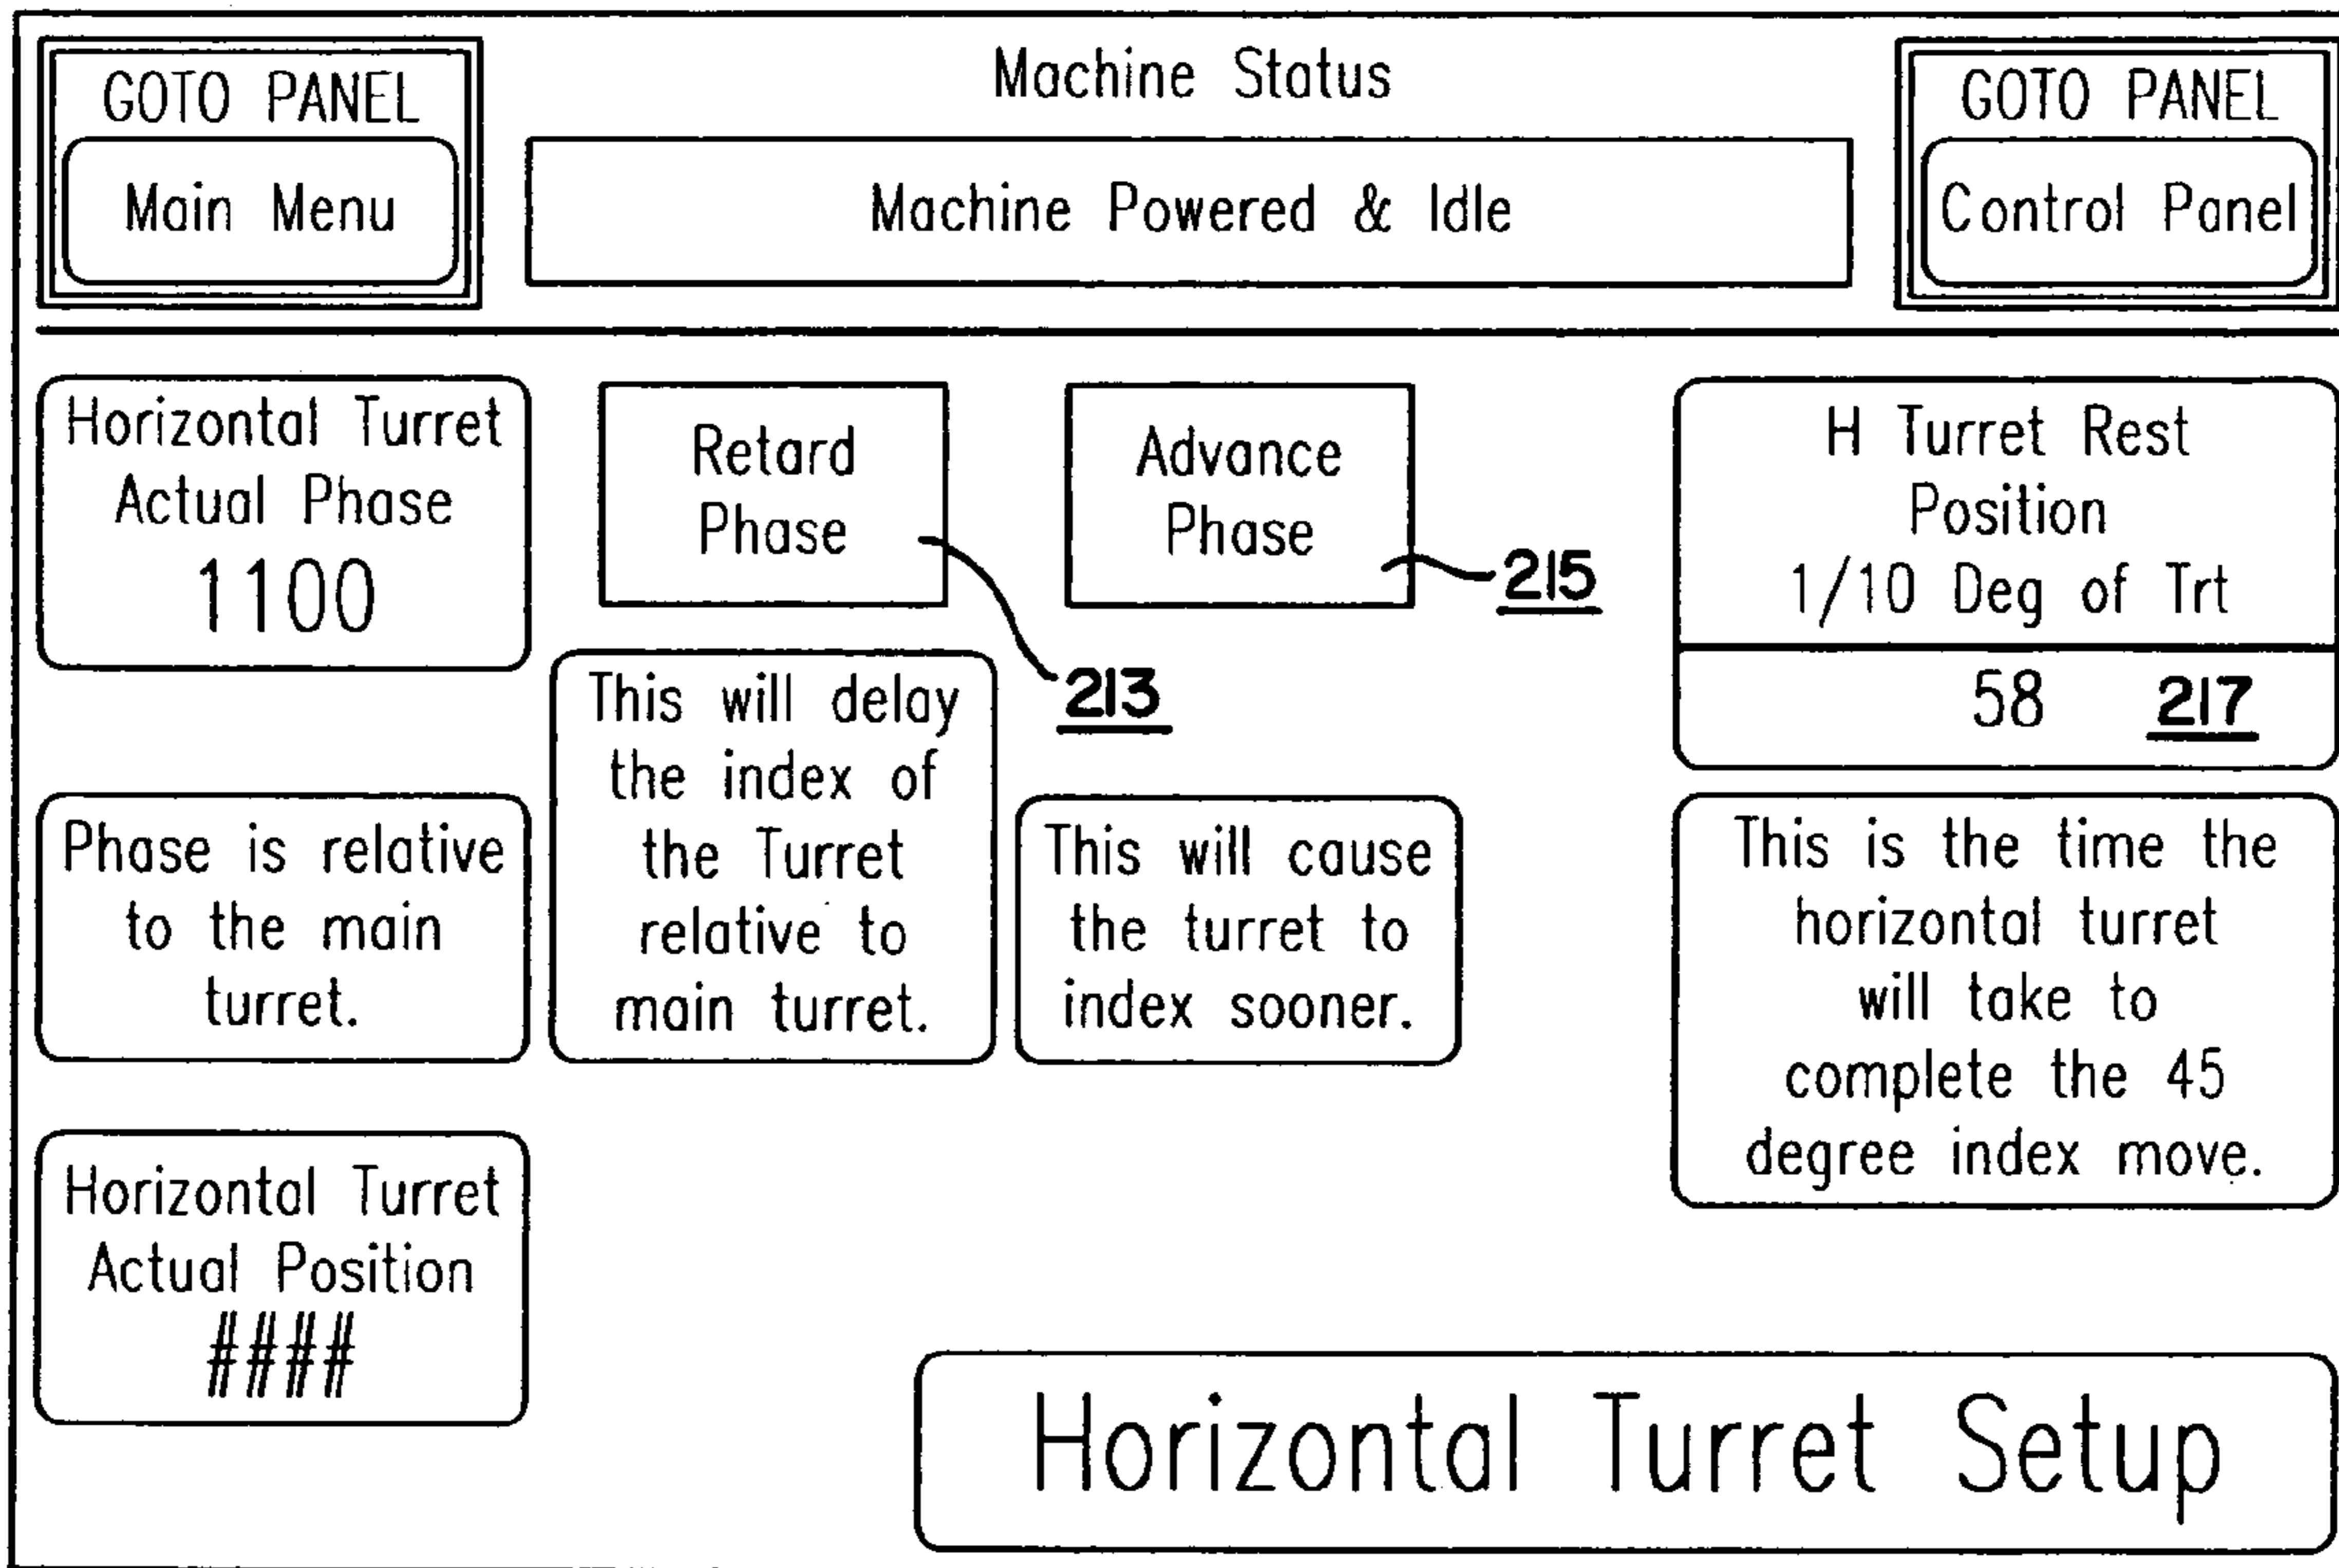 GOTO PANEL
Main Menu
Machine Status
Machine Powered & Idle
GOTO PANEL
Control Panel
Horizontal Turret
Actual Phase
1100
Retard
Phase
213
Advance
Phase
215
H Turret Rest
Position
1/10 Deg of Trt
58 217
Phase is relative
to the main
turret.
This will delay
the index of
the Turret
relative to
main turret.
This will cause
the turret to
index sooner.
This is the time the
horizontal turret
will take to
complete the 45
degree index move.
Horizontal Turret
Actual Position
####
Horizontal Turret Setup